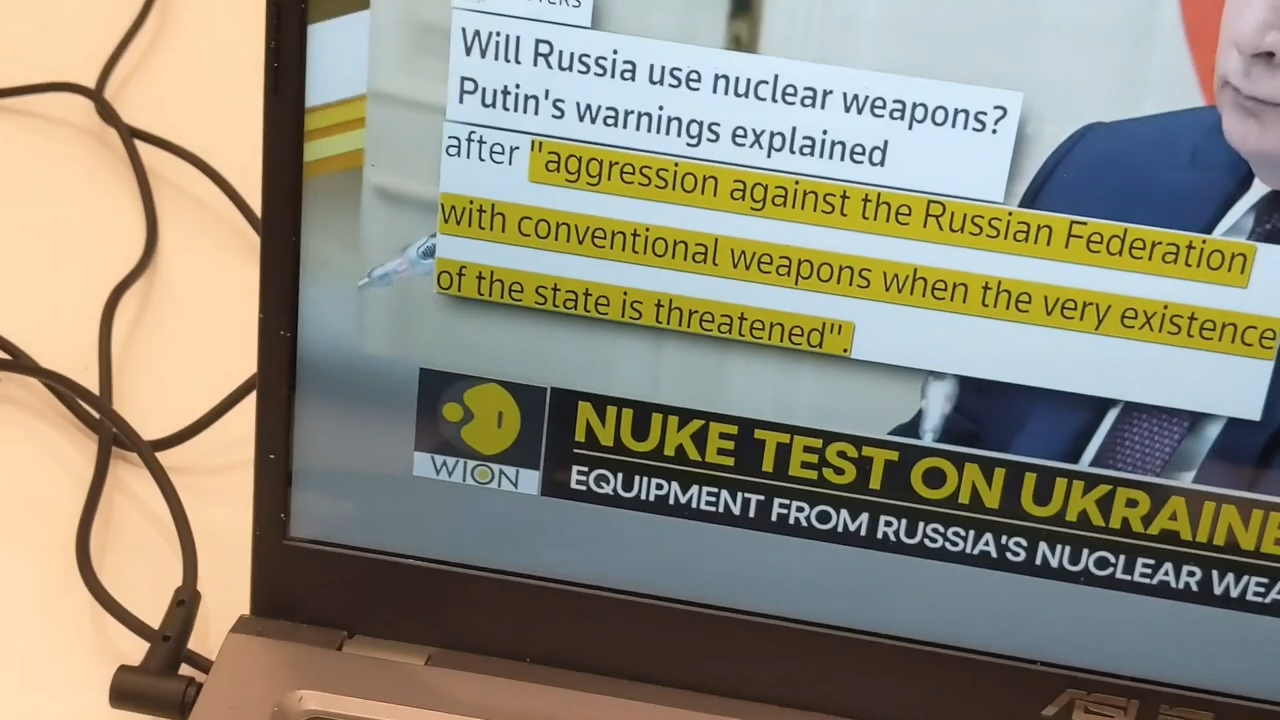 Will Russia use nuclear weapons?
Putin's warnings explained
after "aggression against the Russian Federation
with conventional weapons when the very existence
of the state is threatened".
WION
NUKE TEST ON UKRAINE
EQUIPMENT FROM RUSSIA'S NUCLEAR
ASUS